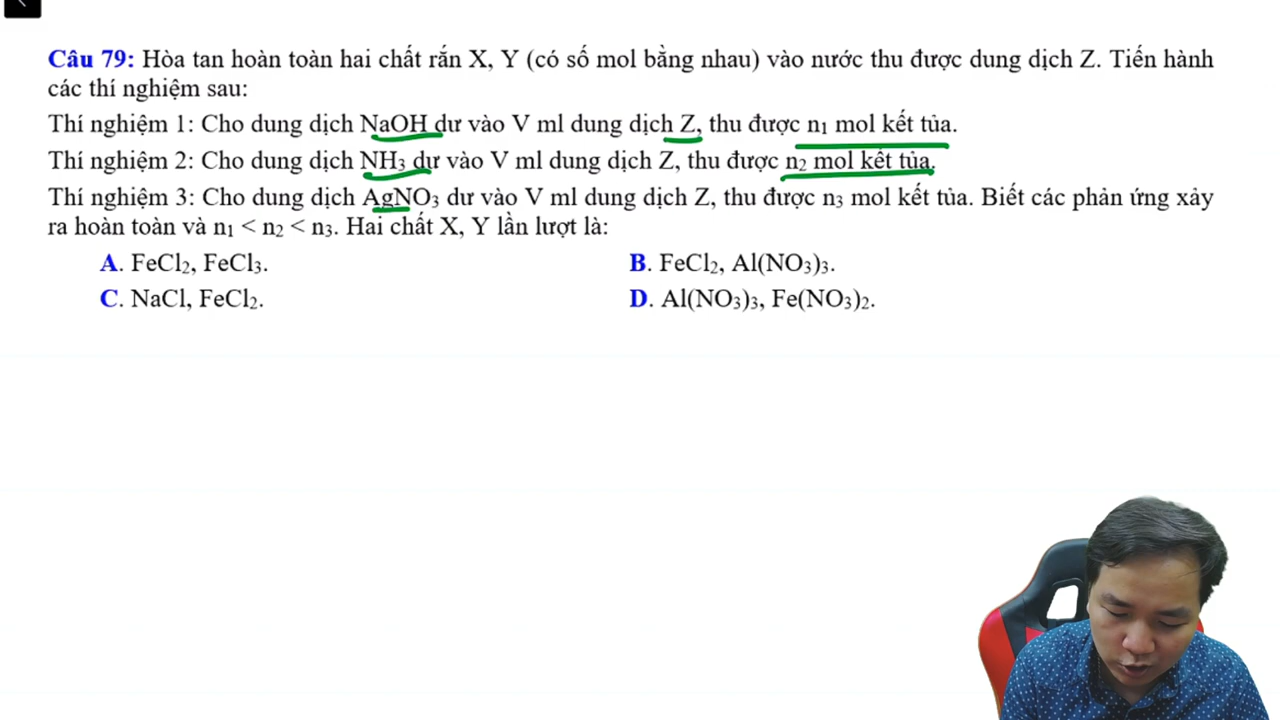 Câu 79: Hòa tan hoàn toàn hai chất rắn X, Y (có số mol bằng nhau) vào nước thu được dung dịch Z. Tiến hành
các thí nghiệm sau:
Thí nghiệm 1: Cho dung dịch NaOH dư vào V ml dung dịch Z, thu được n₁ mol kết tủa.
Thí nghiệm 2: Cho dung dịch NH₃ dư vào V ml dung dịch Z, thu được n₂ mol kết tủa.
Thí nghiệm 3: Cho dung dịch AgNO₃ dư vào V ml dung dịch Z, thu được n₃ mol kết tủa. Biết các phản ứng xảy
ra hoàn toàn và n₁ < n₂ < n₃. Hai chất X, Y lần lượt là:
A. FeCl₂, FeCl₃. B. FeCl₂, Al(NO₃)₃.
C. NaCl, FeCl₂. D. Al(NO₃)₃, Fe(NO₃)₂.